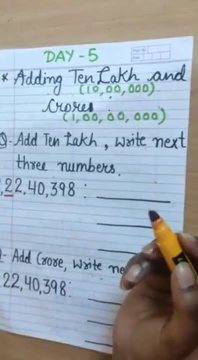 DAY - 5
* Adding Ten Lakh and
(10,00,000)
Crores :
(1,00,00,000)
Q- Add Ten Lakh, write next
three numbers.
22,40,398 :
- Add Crore, write
22,40,398: